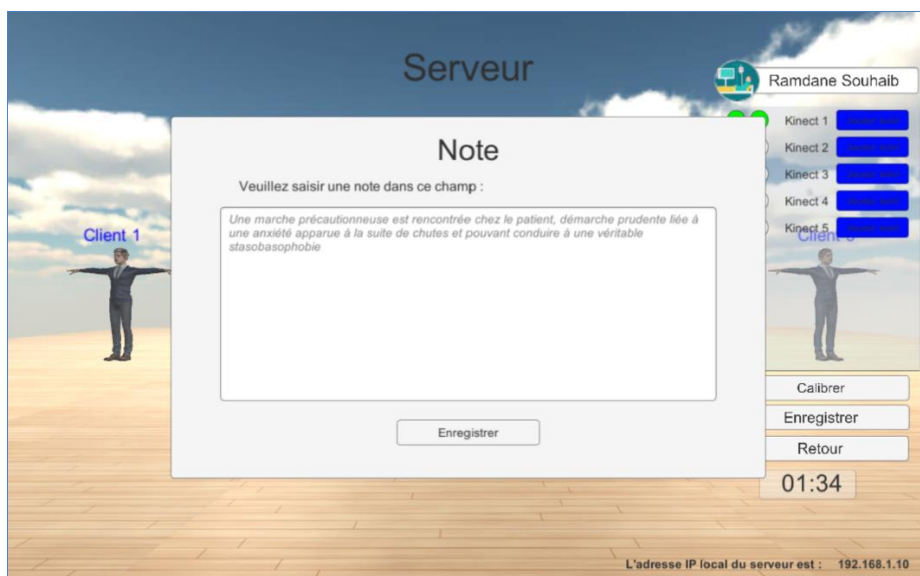 Serveur
Ramdane Souhaib
Kinect 1
Kinect 2
Kinect 3
Kinect 4
Kinect 5
Client 1
Note
Veuillez saisir une note dans ce champ :
Une marche précautionneuse est rencontrée chez le patient, démarche prudente liée à
une anxiété apparue à la suite de chutes et pouvant conduire à une véritable
stasobasophobie
Enregistrer
Calibrer
Enregistrer
Retour
01:34
L'adresse IP local du serveur est : 192.168.1.10